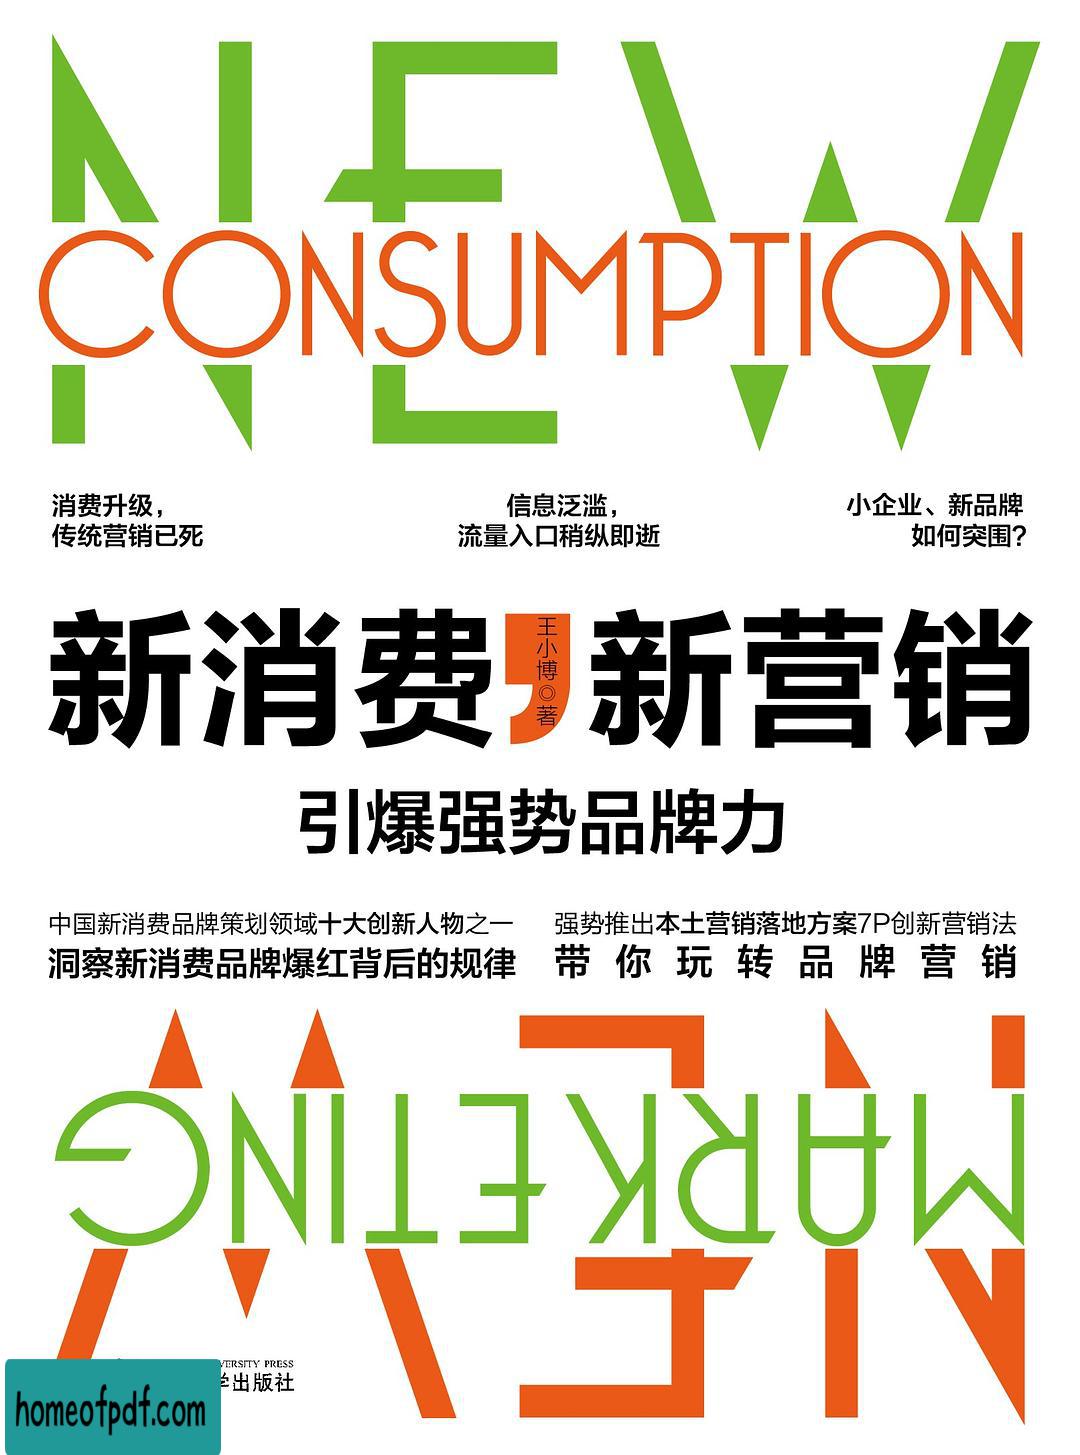 NEW
CONSUMPTION
消费升级，
传统营销已死
信息泛滥，
流量入口稍纵即逝
小企业、新品牌
如何突围？
新消费，新营销
王小博◎著
引爆强势品牌力
中国新消费品牌策划领域十大创新人物之一
洞察新消费品牌爆红背后的规律
强势推出本土营销落地方案7P创新营销法
带你玩转品牌营销
NEW
MARKETING
VERSITY PRESS
学出版社
homeofpdf.com